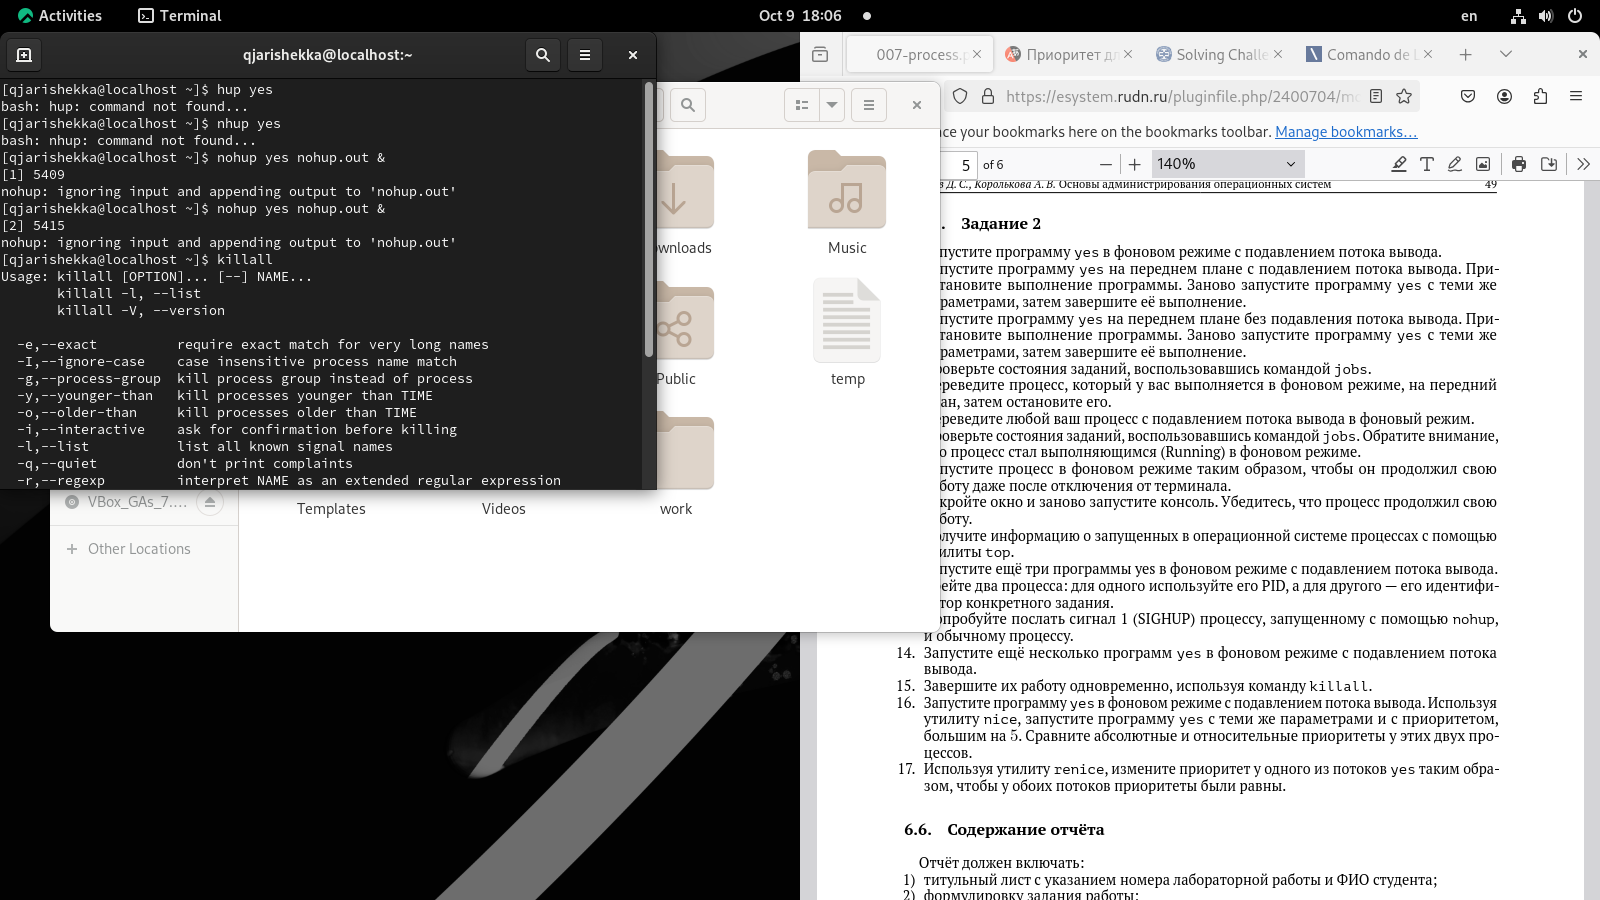 Activities
Terminal
Oct 9 18:06
en
qjarishekka@localhost:~
[qjarishekka@localhost ~]$ hup yes
bash: hup: command not found...
[qjarishekka@localhost ~]$ nhup yes
bash: nhup: command not found...
[qjarishekka@localhost ~]$ nohup yes nohup.out &
[1] 5409
nohup: ignoring input and appending output to 'nohup.out'
[qjarishekka@localhost ~]$ nohup yes nohup.out &
[2] 5415
nohup: ignoring input and appending output to 'nohup.out'
[qjarishekka@localhost ~]$ killall
Usage: killall [OPTION]... [--] NAME...
killall -l, --list
killall -V, --version
-e,--exact require exact match for very long names
-I,--ignore-case case insensitive process name match
-g,--process-group kill process group instead of process
-y,--younger-than kill processes younger than TIME
-o,--older-than kill processes older than TIME
-i,--interactive ask for confirmation before killing
-l,--list list all known signal names
-q,--quiet don't print complaints
-r,--regexp interpret NAME as an extended regular expression
wnloads
Music
Public
temp
Templates
Videos
work
VBox_GAs_7....
Other Locations
007-process.p
Приоритет дл
Solving Challe
Comando de L
https://esystem.rudn.ru/pluginfile.php/2400704/mo
ce your bookmarks here on the bookmarks toolbar. Manage bookmarks…
5 of 6
140%
в Д. С., Королькова А. В. Основы администрирования операционных систем 49
. Задание 2
пустите программу yes в фоновом режиме с подавлением потока вывода.
пустите программу yes на переднем плане с подавлением потока вывода. При-
тановите выполнение программы. Заново запустите программу yes с теми же
раметрами, затем завершите её выполнение.
пустите программу yes на переднем плане без подавления потока вывода. При-
тановите выполнение программы. Заново запустите программу yes с теми же
раметрами, затем завершите её выполнение.
роверьте состояния заданий, воспользовавшись командой jobs.
ереведите процесс, который у вас выполняется в фоновом режиме, на передний
ан, затем остановите его.
ереведите любой ваш процесс с подавлением потока вывода в фоновый режим.
роверьте состояния заданий, воспользовавшись командой jobs. Обратите внимание,
о процесс стал выполняющимся (Running) в фоновом режиме.
пустите процесс в фоновом режиме таким образом, чтобы он продолжил свою
боту даже после отключения от терминала.
кройте окно и заново запустите консоль. Убедитесь, что процесс продолжил свою
боту.
олучите информацию о запущенных в операционной системе процессах с помощью
илиты top.
пустите ещё три программы yes в фоновом режиме с подавлением потока вывода.
ейте два процесса: для одного используйте его PID, а для другого — его идентифи-
тор конкретного задания.
опробуйте послать сигнал 1 (SIGHUP) процессу, запущенному с помощью nohup,
и обычному процессу.
14. Запустите ещё несколько программ yes в фоновом режиме с подавлением потока
вывода.
15. Завершите их работу одновременно, используя команду killall.
16. Запустите программу yes в фоновом режиме с подавлением потока вывода. Используя
утилиту nice, запустите программу yes с теми же параметрами и с приоритетом,
большим на 5. Сравните абсолютные и относительные приоритеты у этих двух про-
цессов.
17. Используя утилиту renice, измените приоритет у одного из потоков yes таким обра-
зом, чтобы у обоих потоков приоритеты были равны.
6.6. Содержание отчёта
Отчёт должен включать:
1) титульный лист с указанием номера лабораторной работы и ФИО студента;
2) формулировку задания работы;